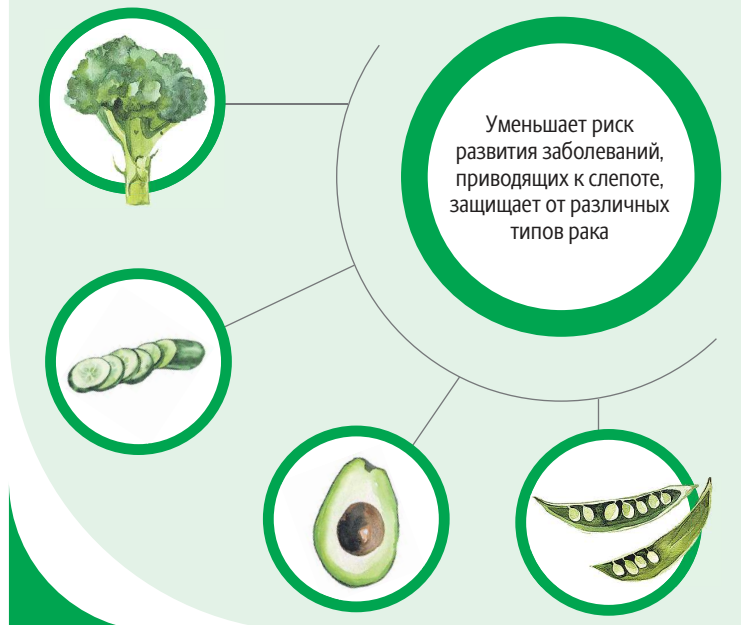 Уменьшает риск
развития заболеваний,
приводящих к слепоте,
защищает от различных
типов рака